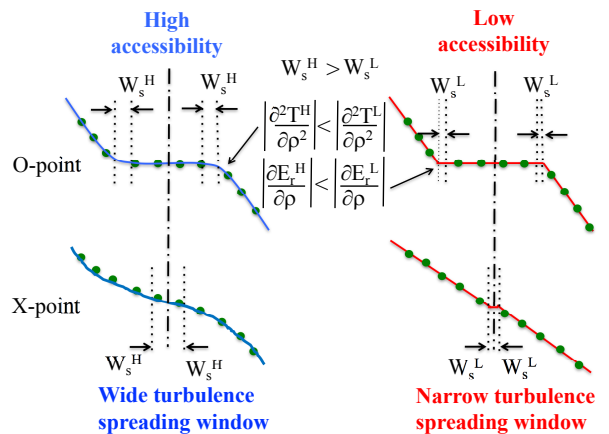 High accessibility
Low accessibility
W_s^H W_s^H
W_s^H > W_s^L
W_s^L W_s^L
|∂²T^H/∂ρ²| < |∂²T^L/∂ρ²|
O-point
|∂E_r^H/∂ρ| < |∂E_r^L/∂ρ|
X-point
W_s^H W_s^H
W_s^L W_s^L
Wide turbulence spreading window
Narrow turbulence spreading window